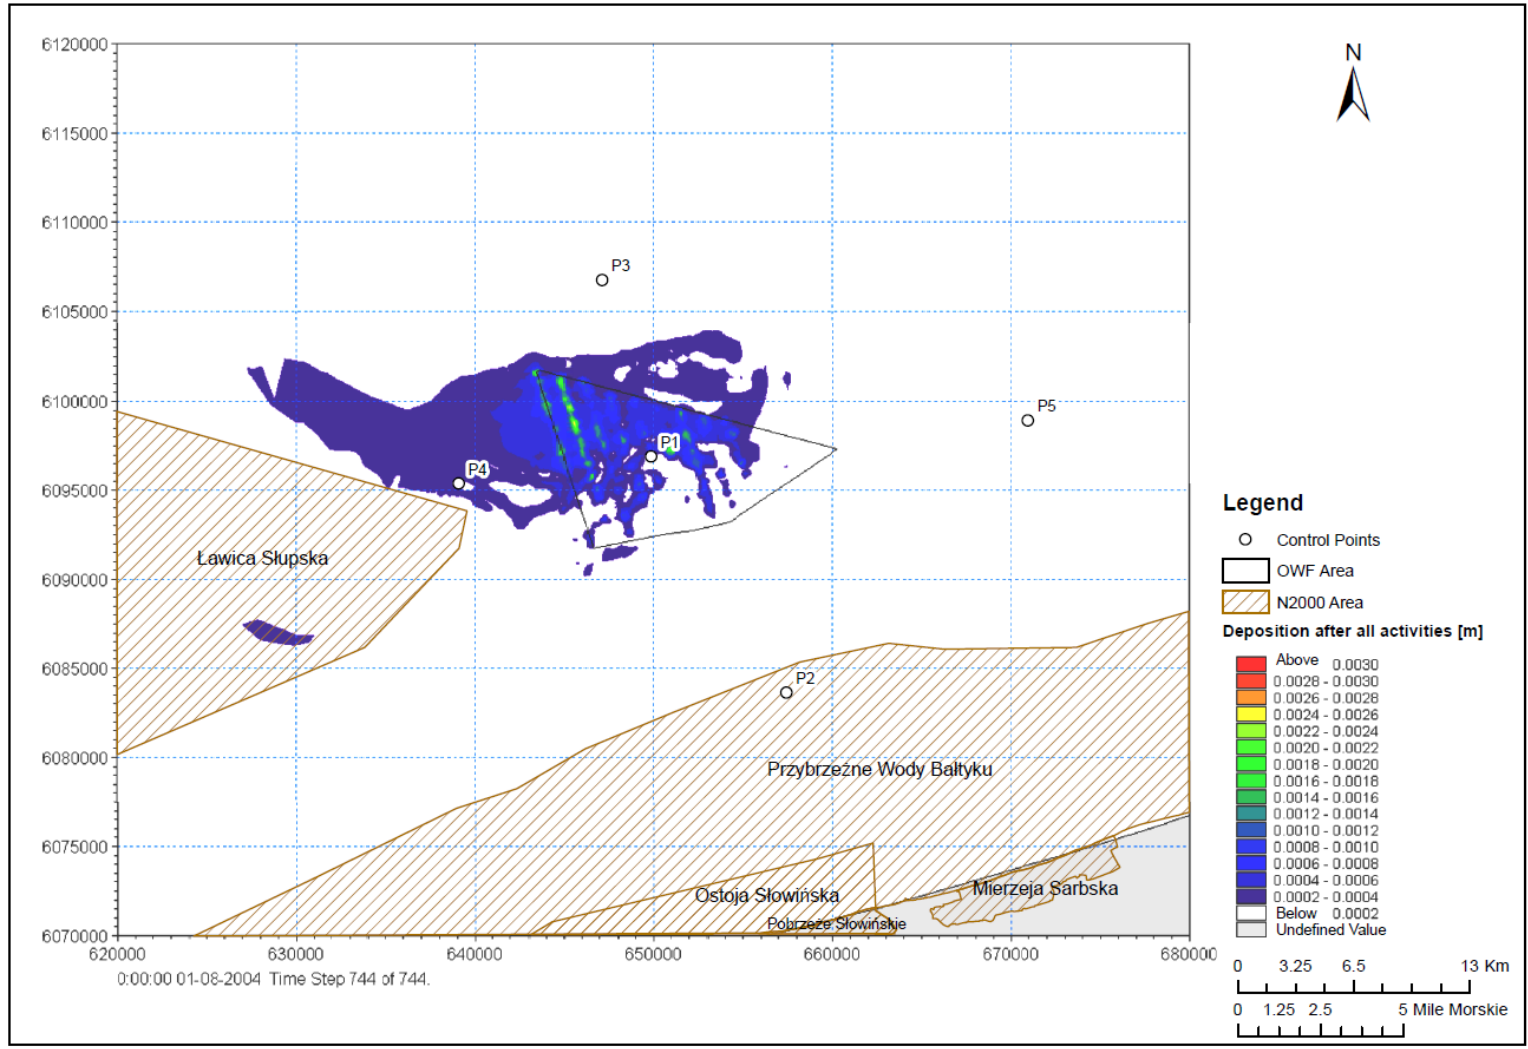 N
6120000
6115000
6110000
6105000
6100000
6095000
6090000
6085000
6080000
6075000
6070000
P3
P5
P1
P4
Ławica Słupska
P2
Przybrzeżne Wody Bałtyku
Ostoja Słowińska
Mierzeja Sarbska
Pobrzeże Słowińskie
620000 630000 640000 650000 660000 670000 680000
0:00:00 01-08-2004 Time Step 744 of 744.
Legend
Control Points
OWF Area
N2000 Area
Deposition after all activities [m]
Above 0.0030
0.0028 - 0.0030
0.0026 - 0.0028
0.0024 - 0.0026
0.0022 - 0.0024
0.0020 - 0.0022
0.0018 - 0.0020
0.0016 - 0.0018
0.0014 - 0.0016
0.0012 - 0.0014
0.0010 - 0.0012
0.0008 - 0.0010
0.0006 - 0.0008
0.0004 - 0.0006
0.0002 - 0.0004
Below 0.0002
Undefined Value
0 3.25 6.5 13 Km
0 1.25 2.5 5 Mile Morskie